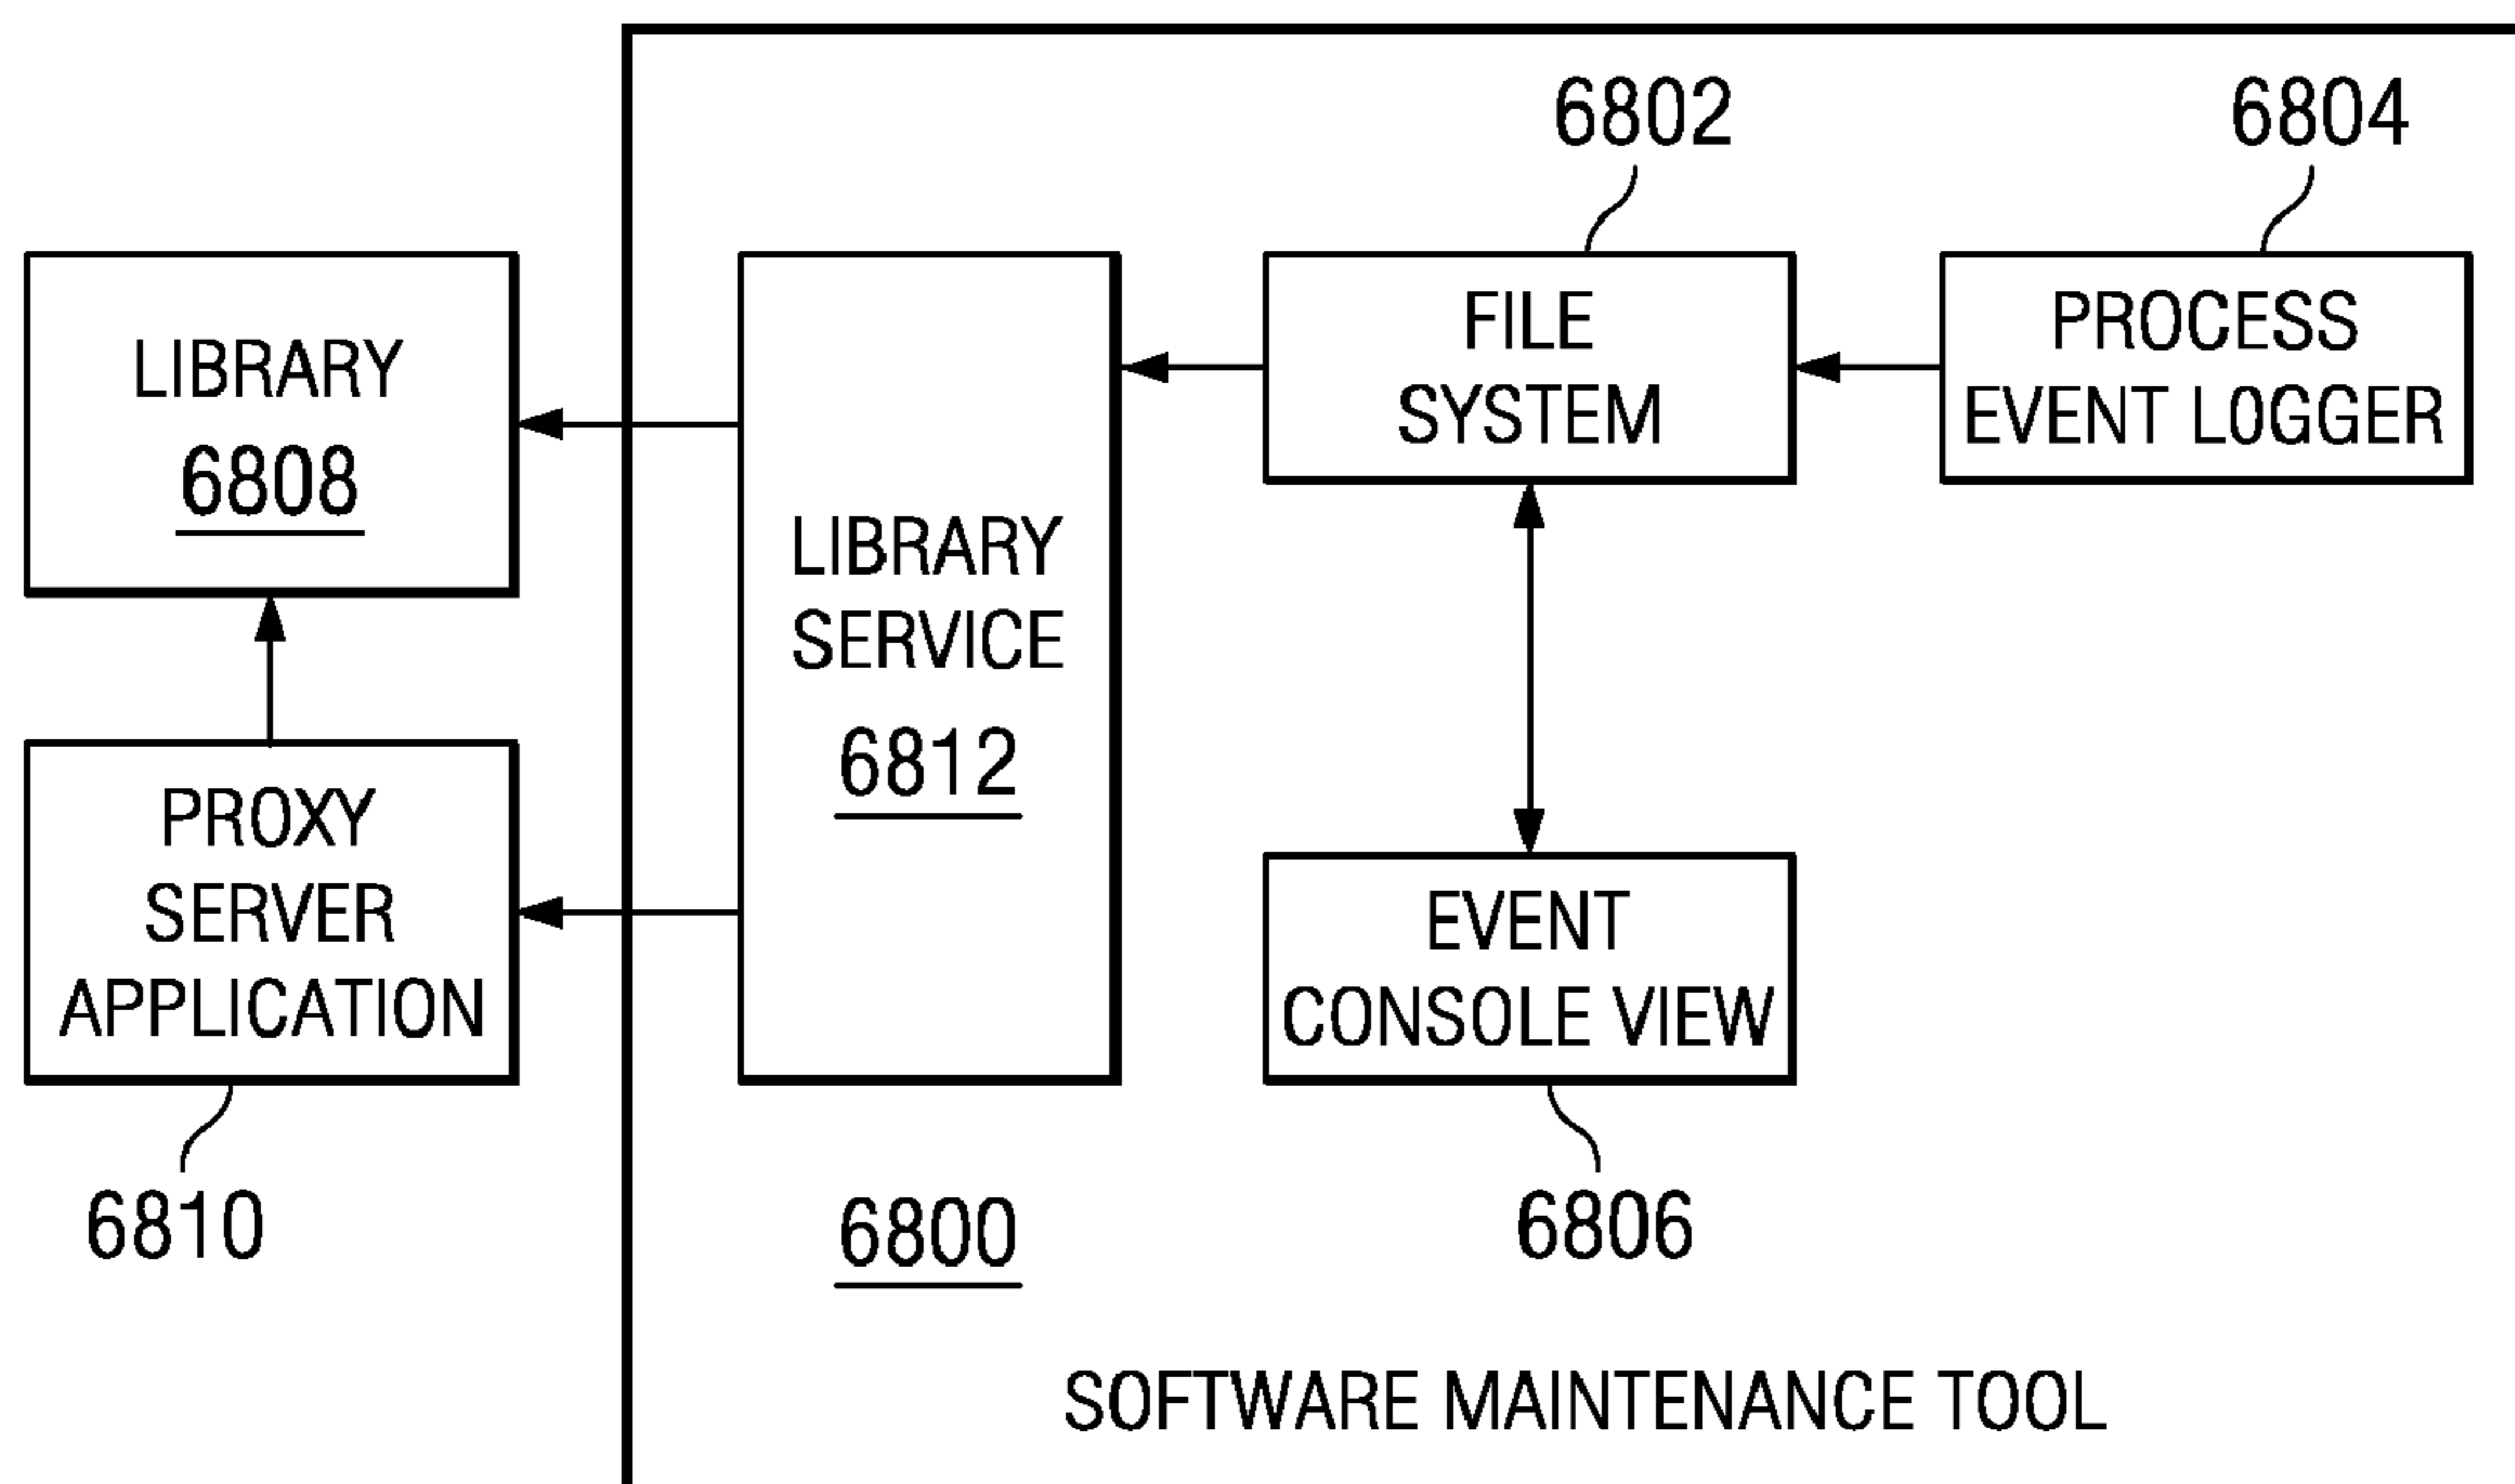 6802
6804
LIBRARY
6808
LIBRARY
SERVICE
6812
FILE
SYSTEM
PROCESS
EVENT LOGGER
PROXY
SERVER
APPLICATION
6810
EVENT
CONSOLE VIEW
6806
6800
SOFTWARE MAINTENANCE TOOL